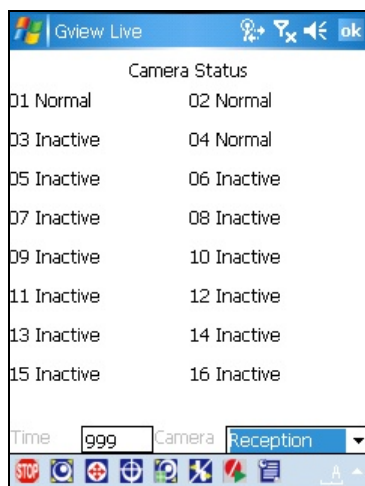 Gview Live ok
Camera Status
01 Normal 02 Normal
03 Inactive 04 Normal
05 Inactive 06 Inactive
07 Inactive 08 Inactive
09 Inactive 10 Inactive
11 Inactive 12 Inactive
13 Inactive 14 Inactive
15 Inactive 16 Inactive
Time 999 Camera Reception
STOP A